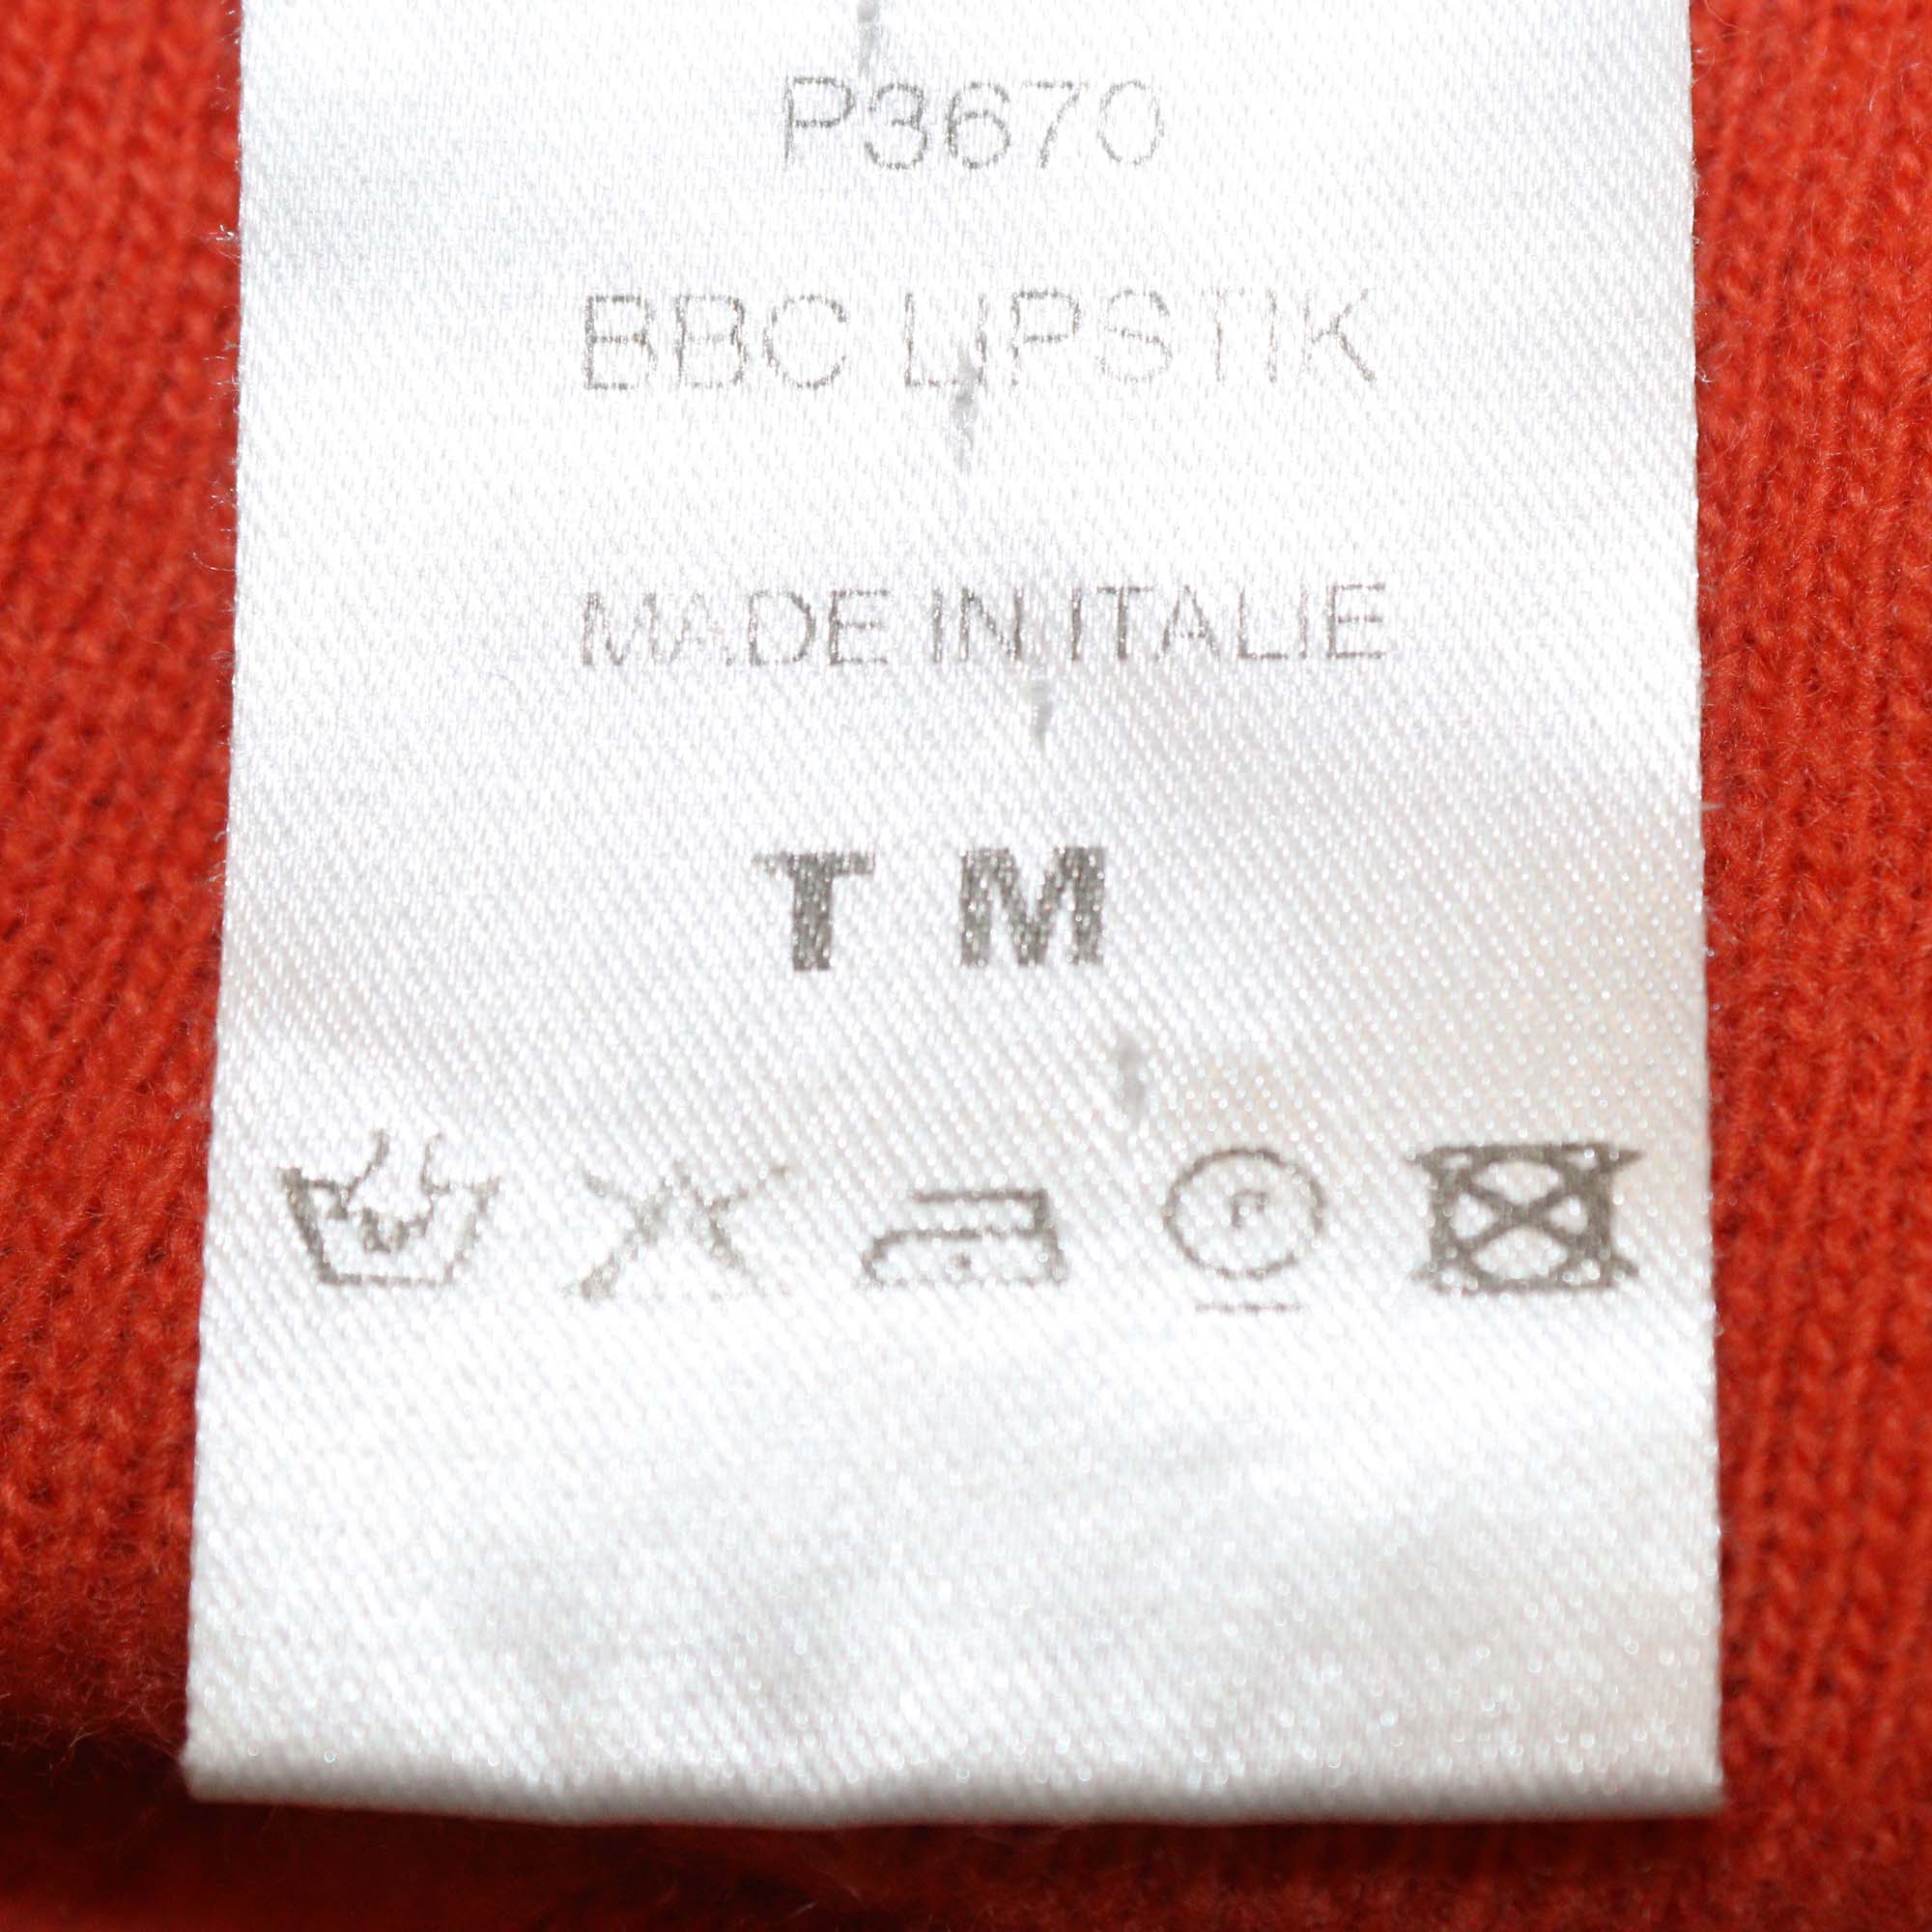 P3670
BBC LIPSTIK
MADE IN ITALIE
T M
F